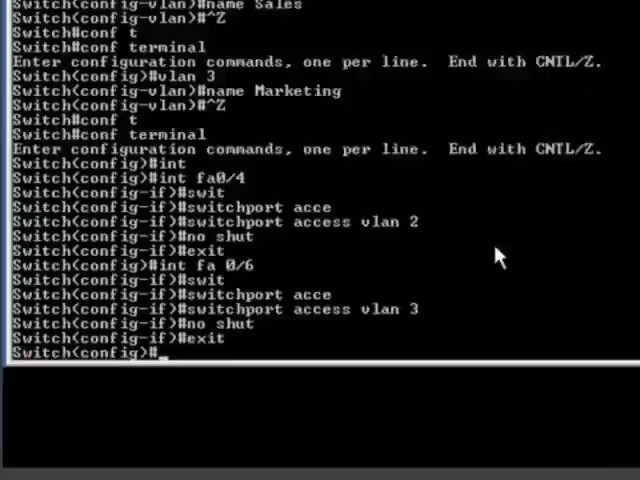 Switch(config-vlan)#name Sales
Switch(config-vlan)#^Z
Switch#conf t
Switch#conf terminal
Enter configuration commands, one per line.  End with CNTL/Z.
Switch(config)#vlan 3
Switch(config-vlan)#name Marketing
Switch(config-vlan)#^Z
Switch#conf t
Switch#conf terminal
Enter configuration commands, one per line.  End with CNTL/Z.
Switch(config)#int
Switch(config)#int fa0/4
Switch(config-if)#swit
Switch(config-if)#switchport acce
Switch(config-if)#switchport access vlan 2
Switch(config-if)#no shut
Switch(config-if)#exit
Switch(config)#int fa 0/6
Switch(config-if)#swit
Switch(config-if)#switchport acce
Switch(config-if)#switchport access vlan 3
Switch(config-if)#no shut
Switch(config-if)#exit
Switch(config)#_